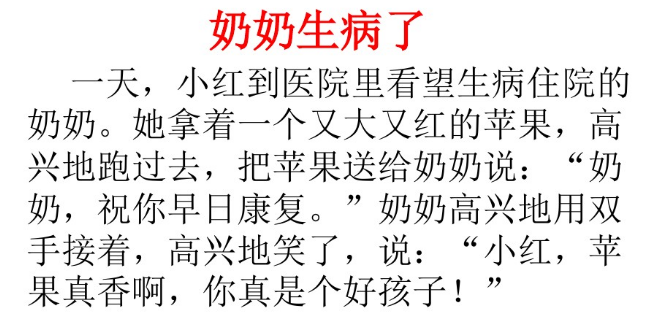 奶奶生病了
一天，小红到医院里看望生病住院的
奶奶。她拿着一个又大又红的苹果，高
兴地跑过去，把苹果送给奶奶说：“奶
奶，祝你早日康复。”奶奶高兴地用双
手接着，高兴地笑了，说：“小红，苹
果真香啊，你真是个好孩子！”